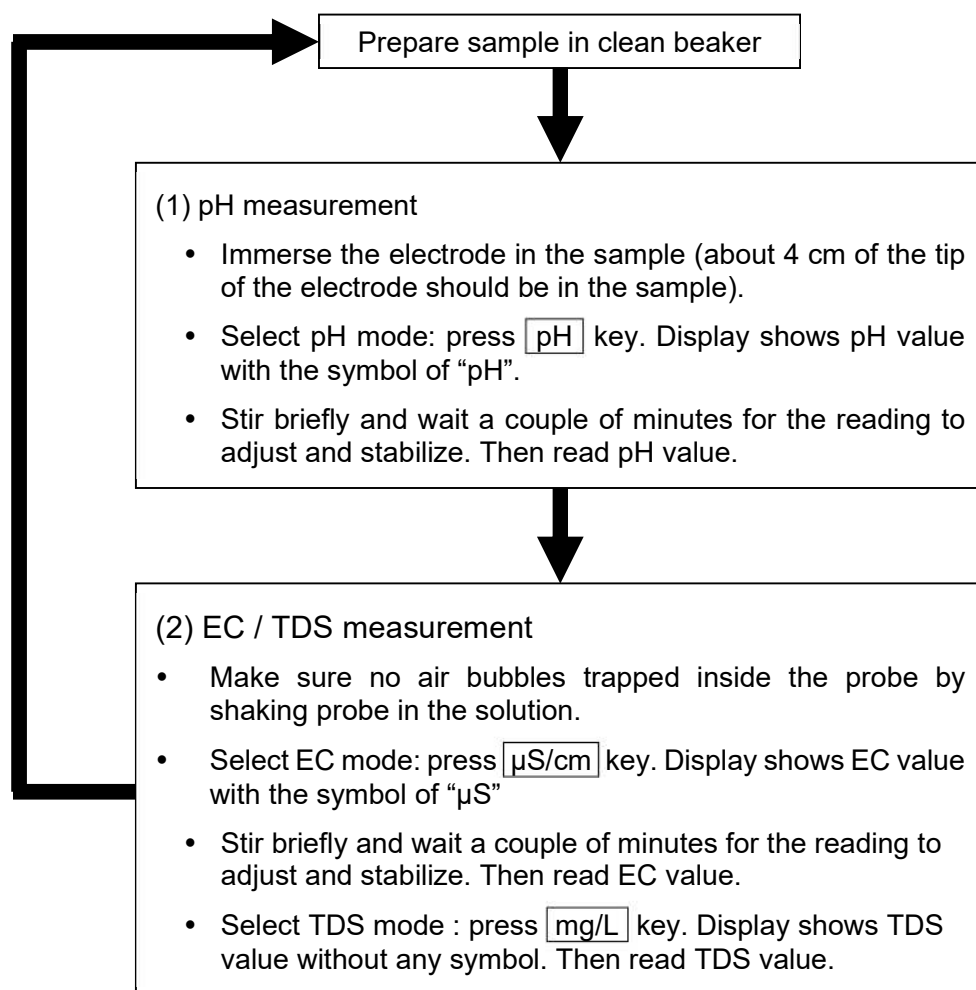 Prepare sample in clean beaker
(1) pH measurement
• Immerse the electrode in the sample (about 4 cm of the tip
of the electrode should be in the sample).
• Select pH mode: press pH key. Display shows pH value
with the symbol of “pH”.
• Stir briefly and wait a couple of minutes for the reading to
adjust and stabilize. Then read pH value.
(2) EC / TDS measurement
• Make sure no air bubbles trapped inside the probe by
shaking probe in the solution.
• Select EC mode: press µS/cm key. Display shows EC value
with the symbol of “µS”
• Stir briefly and wait a couple of minutes for the reading to
adjust and stabilize. Then read EC value.
• Select TDS mode : press mg/L key. Display shows TDS
value without any symbol. Then read TDS value.